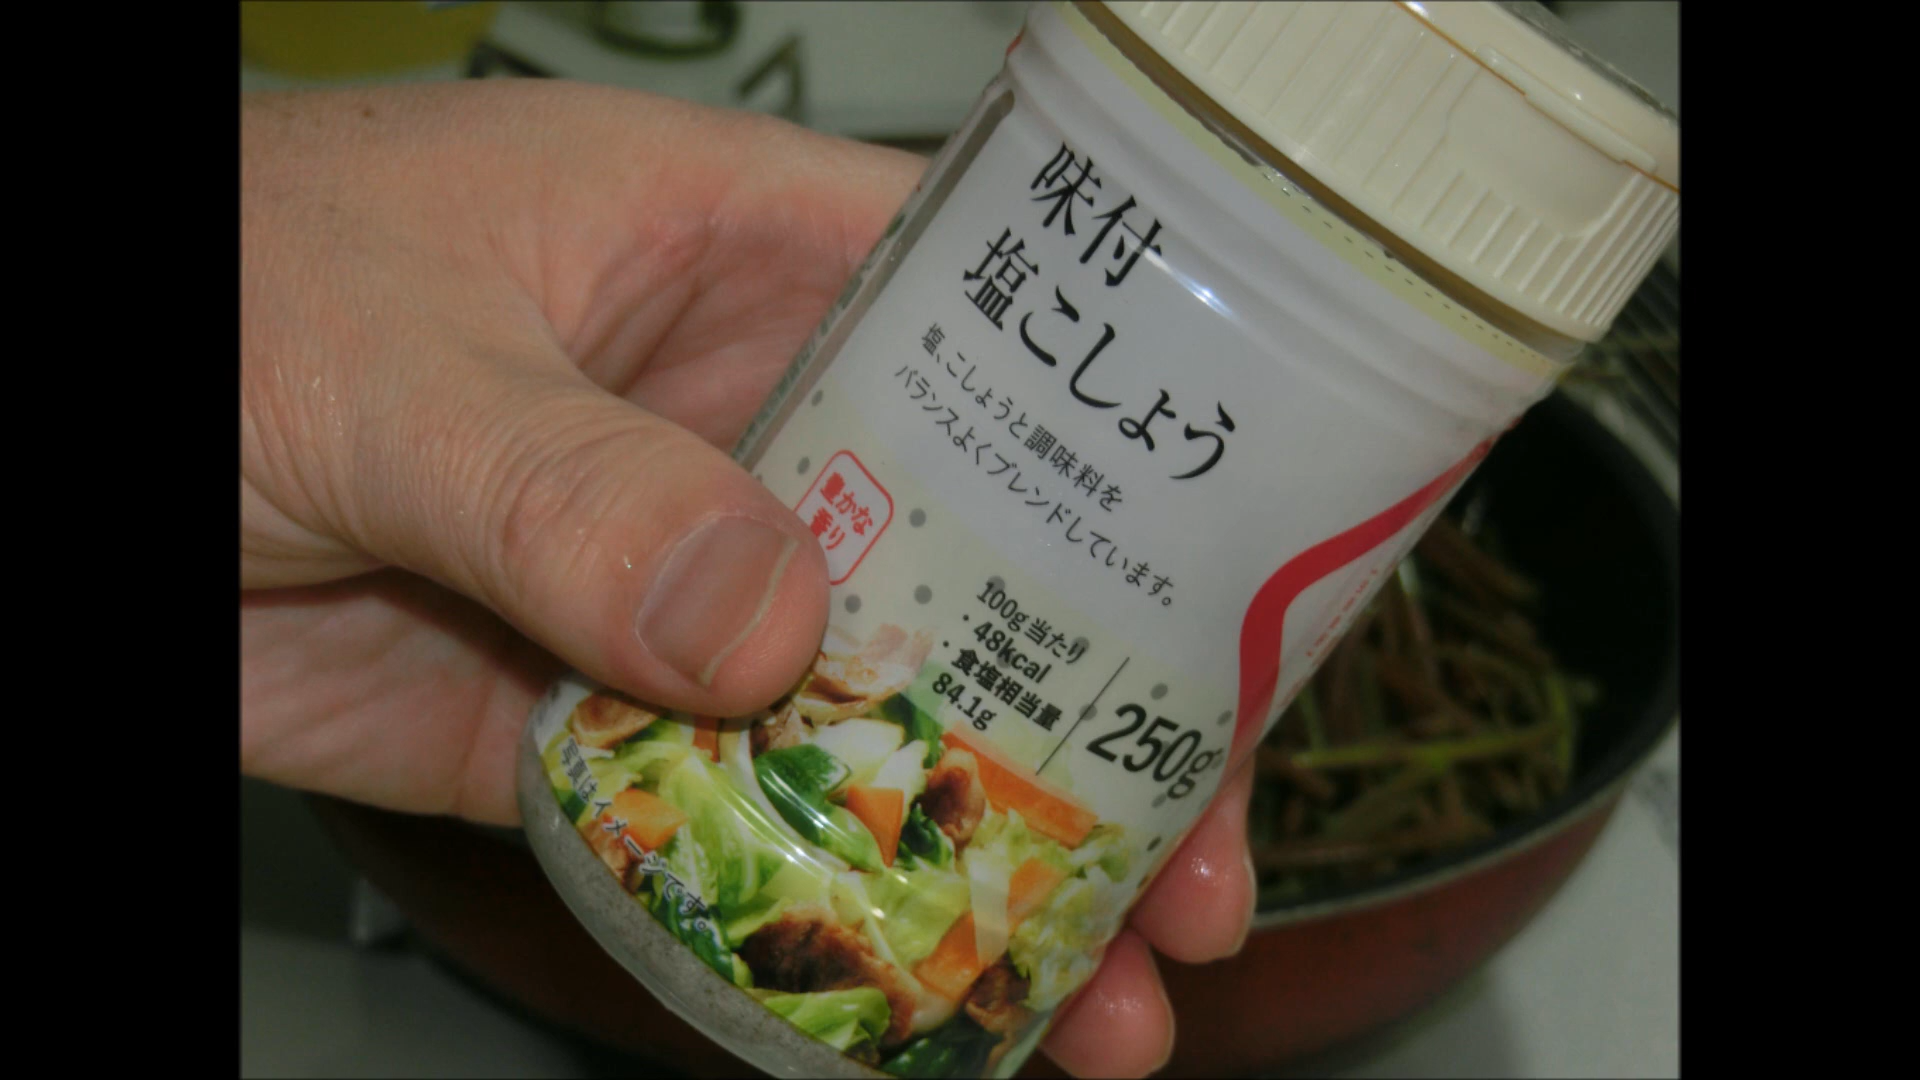 味付
塩こしょう
塩、こしょうと調味料を
バランスよくブレンドしています。
豊かな
香り
100g当たり
・48kcal
・食塩相当量
84.1g
250g
写真はイメージです。